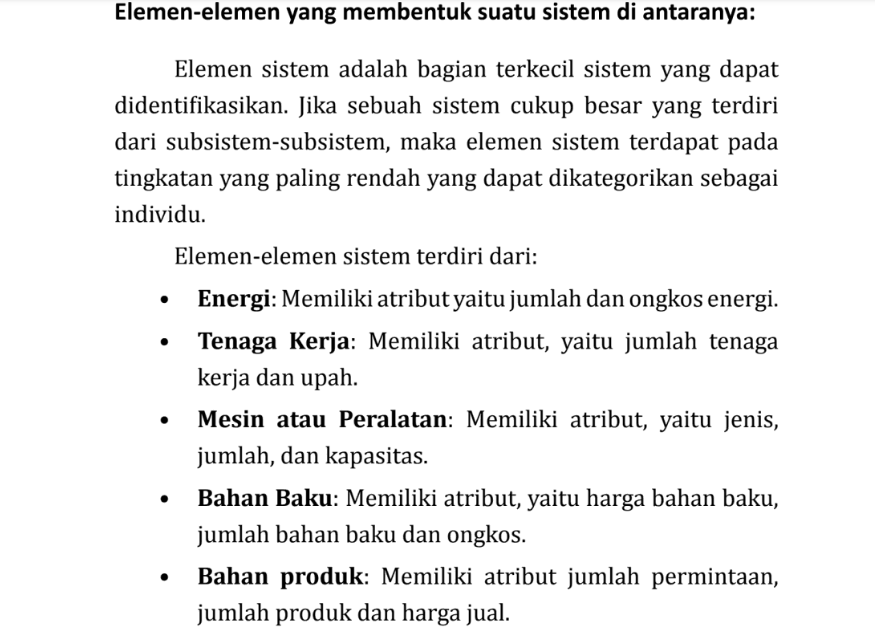 Elemen-elemen yang membentuk suatu sistem di antaranya:
Elemen sistem adalah bagian terkecil sistem yang dapat
didentifikasikan. Jika sebuah sistem cukup besar yang terdiri
dari subsistem-subsistem, maka elemen sistem terdapat pada
tingkatan yang paling rendah yang dapat dikategorikan sebagai
individu.
Elemen-elemen sistem terdiri dari:
• Energi: Memiliki atribut yaitu jumlah dan ongkos energi.
• Tenaga Kerja: Memiliki atribut, yaitu jumlah tenaga
kerja dan upah.
• Mesin atau Peralatan: Memiliki atribut, yaitu jenis,
jumlah, dan kapasitas.
• Bahan Baku: Memiliki atribut, yaitu harga bahan baku,
jumlah bahan baku dan ongkos.
• Bahan produk: Memiliki atribut jumlah permintaan,
jumlah produk dan harga jual.